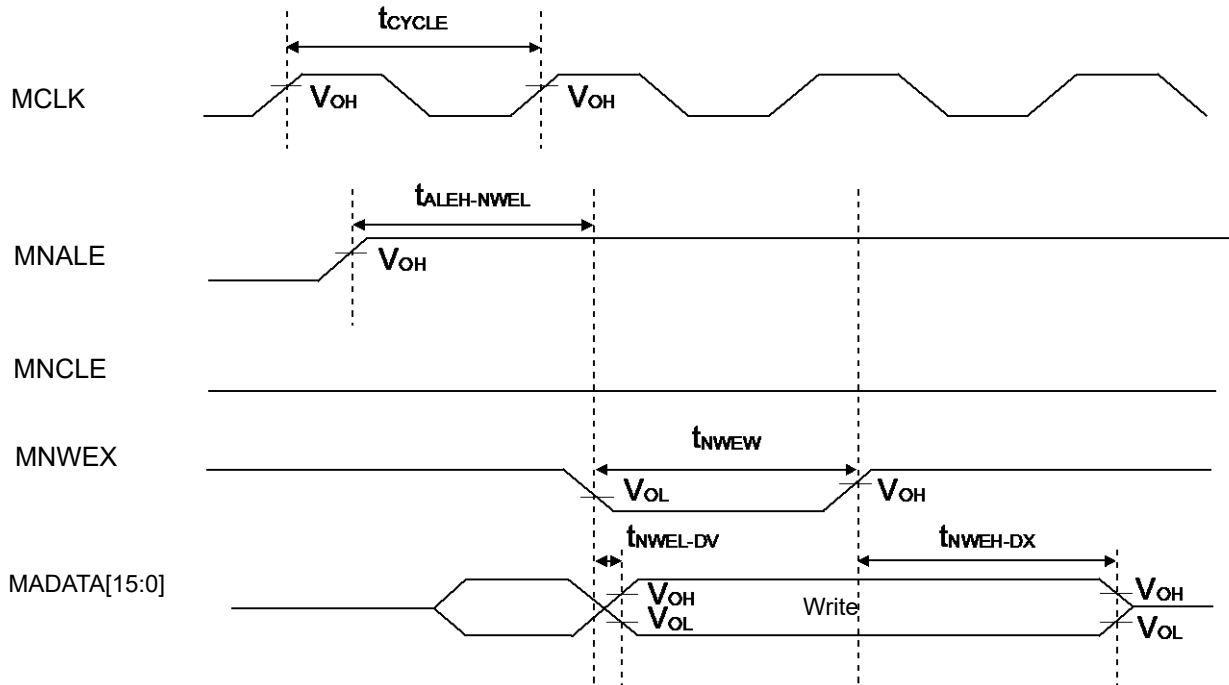 tCYCLE
MCLK
VOH VOH
tALEH-NWEL
MNALE
VOH
MNCLE
tNWEW
MNWEX
VOL VOH
tNWEL-DV tNWEH-DX
MADATA[15:0]
VOH Write VOH
VOL VOL